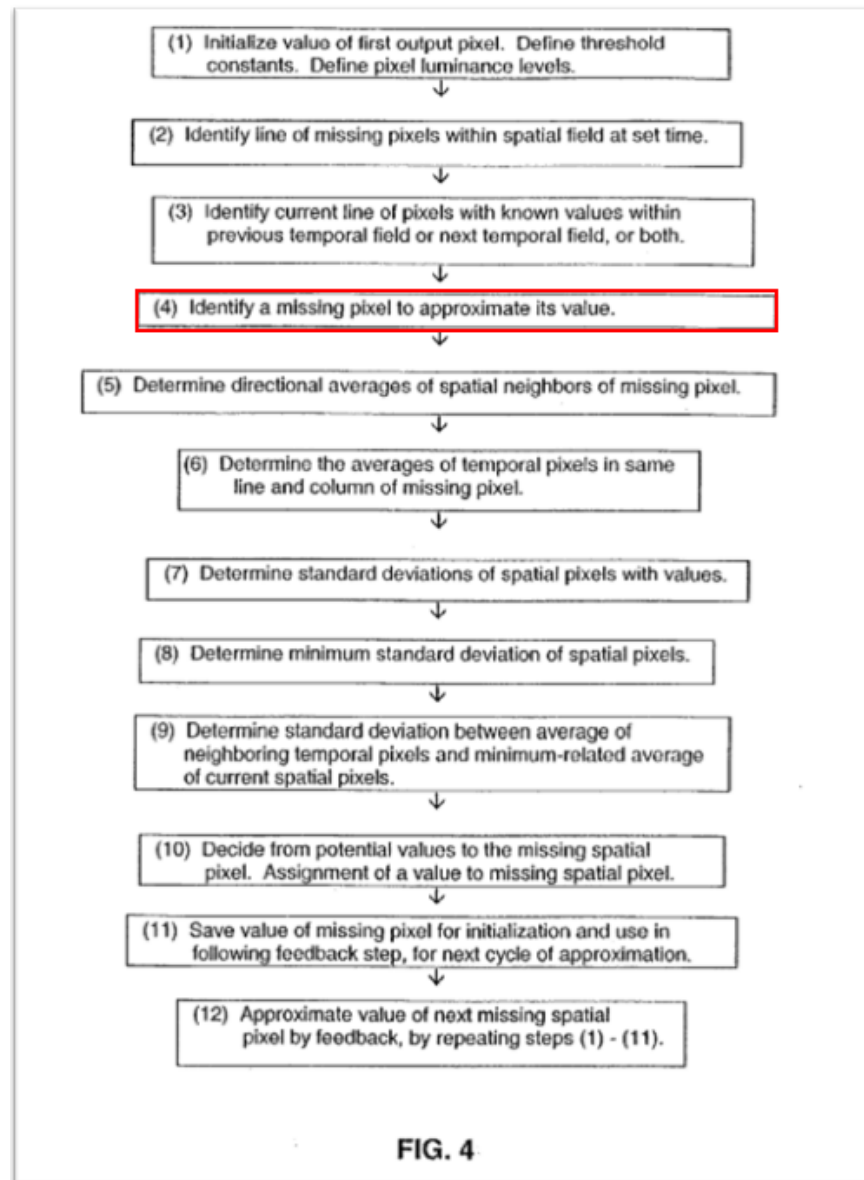 (1) Initialize value of first output pixel. Define threshold
constants. Define pixel luminance levels.
(2) Identify line of missing pixels within spatial field at set time.
(3) Identify current line of pixels with known values within
previous temporal field or next temporal field, or both.
(4) Identify a missing pixel to approximate its value.
(5) Determine directional averages of spatial neighbors of missing pixel.
(6) Determine the averages of temporal pixels in same
line and column of missing pixel.
(7) Determine standard deviations of spatial pixels with values.
(8) Determine minimum standard deviation of spatial pixels.
(9) Determine standard deviation between average of
neighboring temporal pixels and minimum-related average
of current spatial pixels.
(10) Decide from potential values to the missing spatial
pixel. Assignment of a value to missing spatial pixel.
(11) Save value of missing pixel for initialization and use in
following feedback step, for next cycle of approximation.
(12) Approximate value of next missing spatial
pixel by feedback, by repeating steps (1) - (11).
FIG. 4